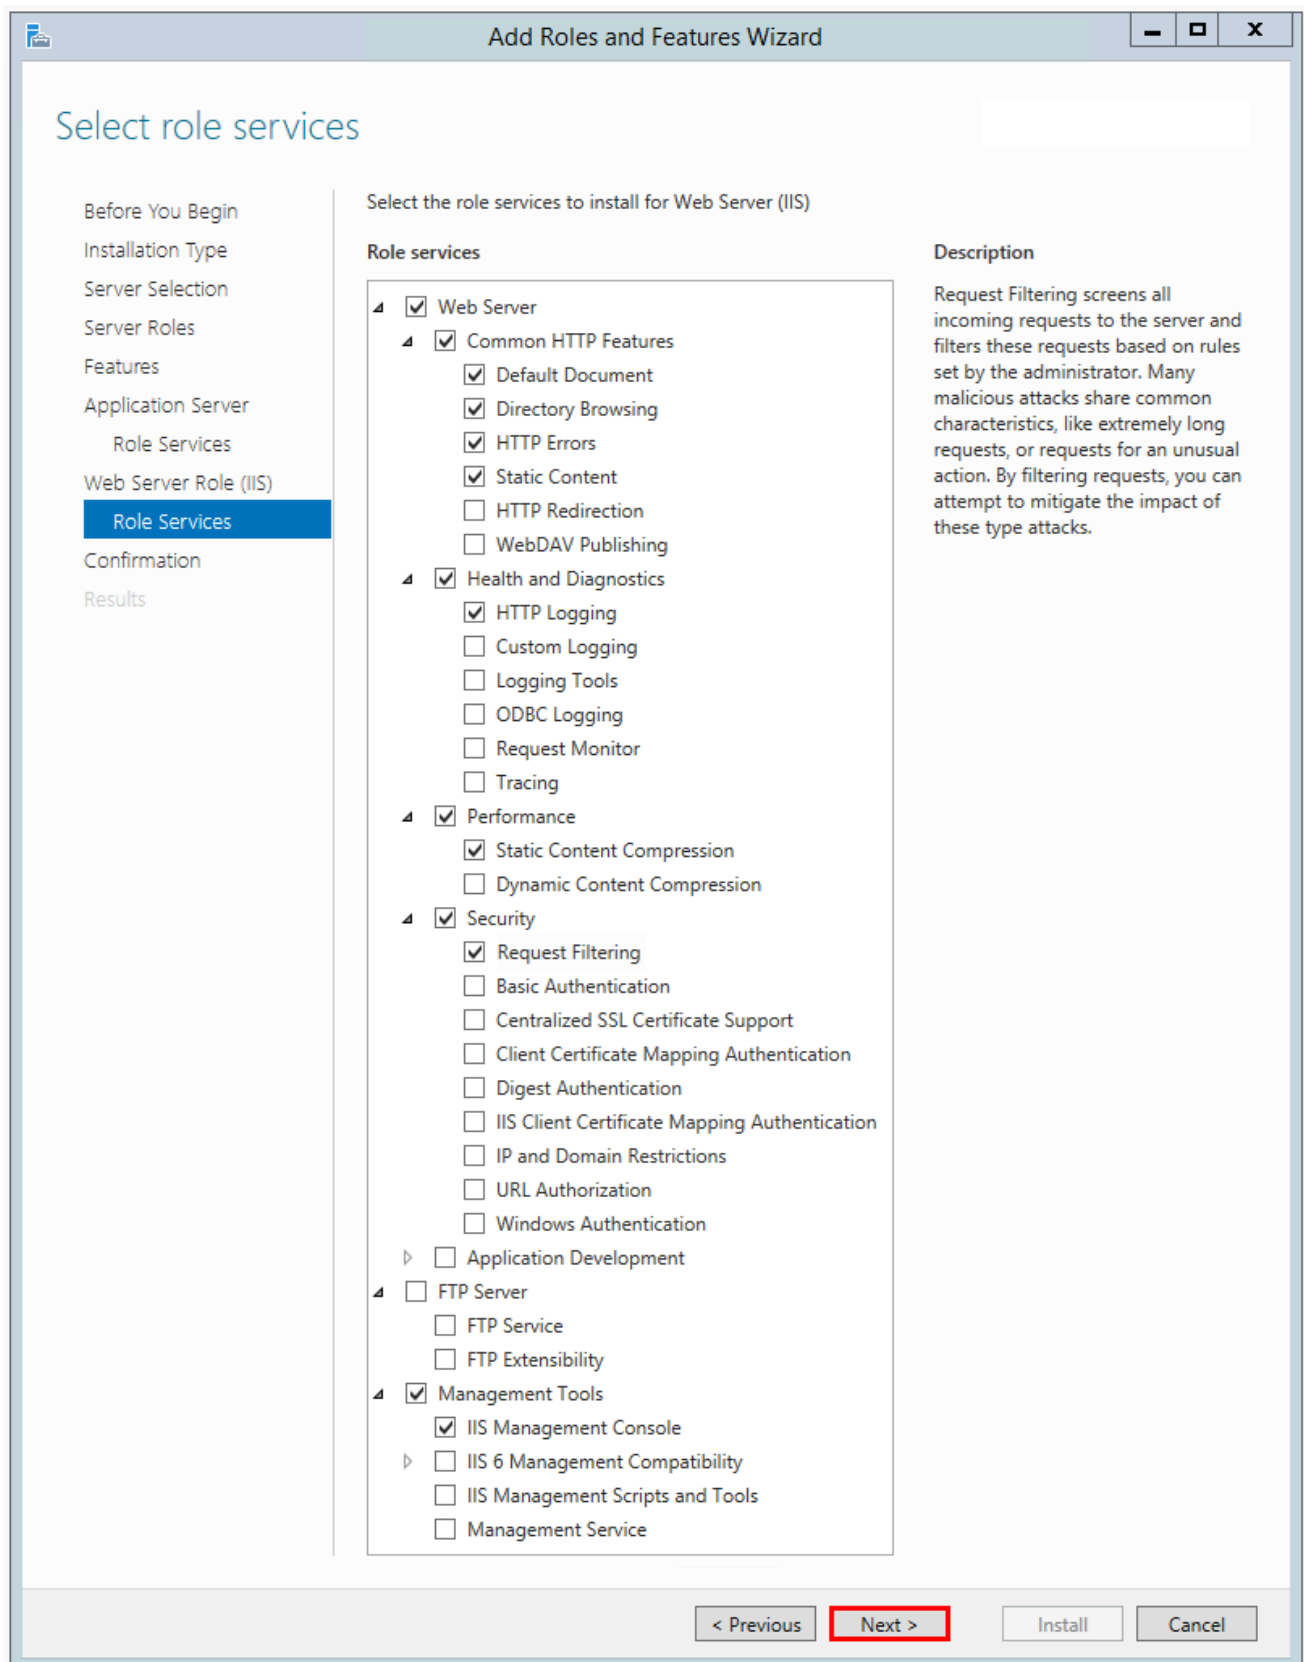 Add Roles and Features Wizard
Select role services
Before You Begin
Installation Type
Server Selection
Server Roles
Features
Application Server
Role Services
Web Server Role (IIS)
Role Services
Confirmation
Results
Select the role services to install for Web Server (IIS)
Role services
Web Server
Common HTTP Features
Default Document
Directory Browsing
HTTP Errors
Static Content
HTTP Redirection
WebDAV Publishing
Health and Diagnostics
HTTP Logging
Custom Logging
Logging Tools
ODBC Logging
Request Monitor
Tracing
Performance
Static Content Compression
Dynamic Content Compression
Security
Request Filtering
Basic Authentication
Centralized SSL Certificate Support
Client Certificate Mapping Authentication
Digest Authentication
IIS Client Certificate Mapping Authentication
IP and Domain Restrictions
URL Authorization
Windows Authentication
Application Development
FTP Server
FTP Service
FTP Extensibility
Management Tools
IIS Management Console
IIS 6 Management Compatibility
IIS Management Scripts and Tools
Management Service
Description
Request Filtering screens all
incoming requests to the server and
filters these requests based on rules
set by the administrator. Many
malicious attacks share common
characteristics, like extremely long
requests, or requests for an unusual
action. By filtering requests, you can
attempt to mitigate the impact of
these type attacks.
< Previous
Next >
Install
Cancel